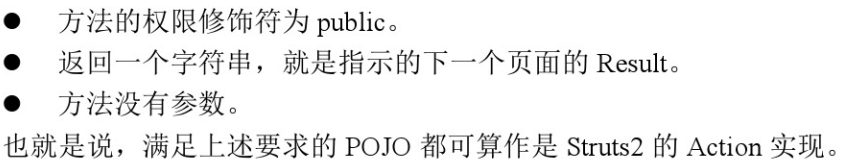 ● 方法的权限修饰符为 public。
● 返回一个字符串，就是指示的下一个页面的 Result。
● 方法没有参数。
也就是说，满足上述要求的 POJO 都可算作是 Struts2 的 Action 实现。